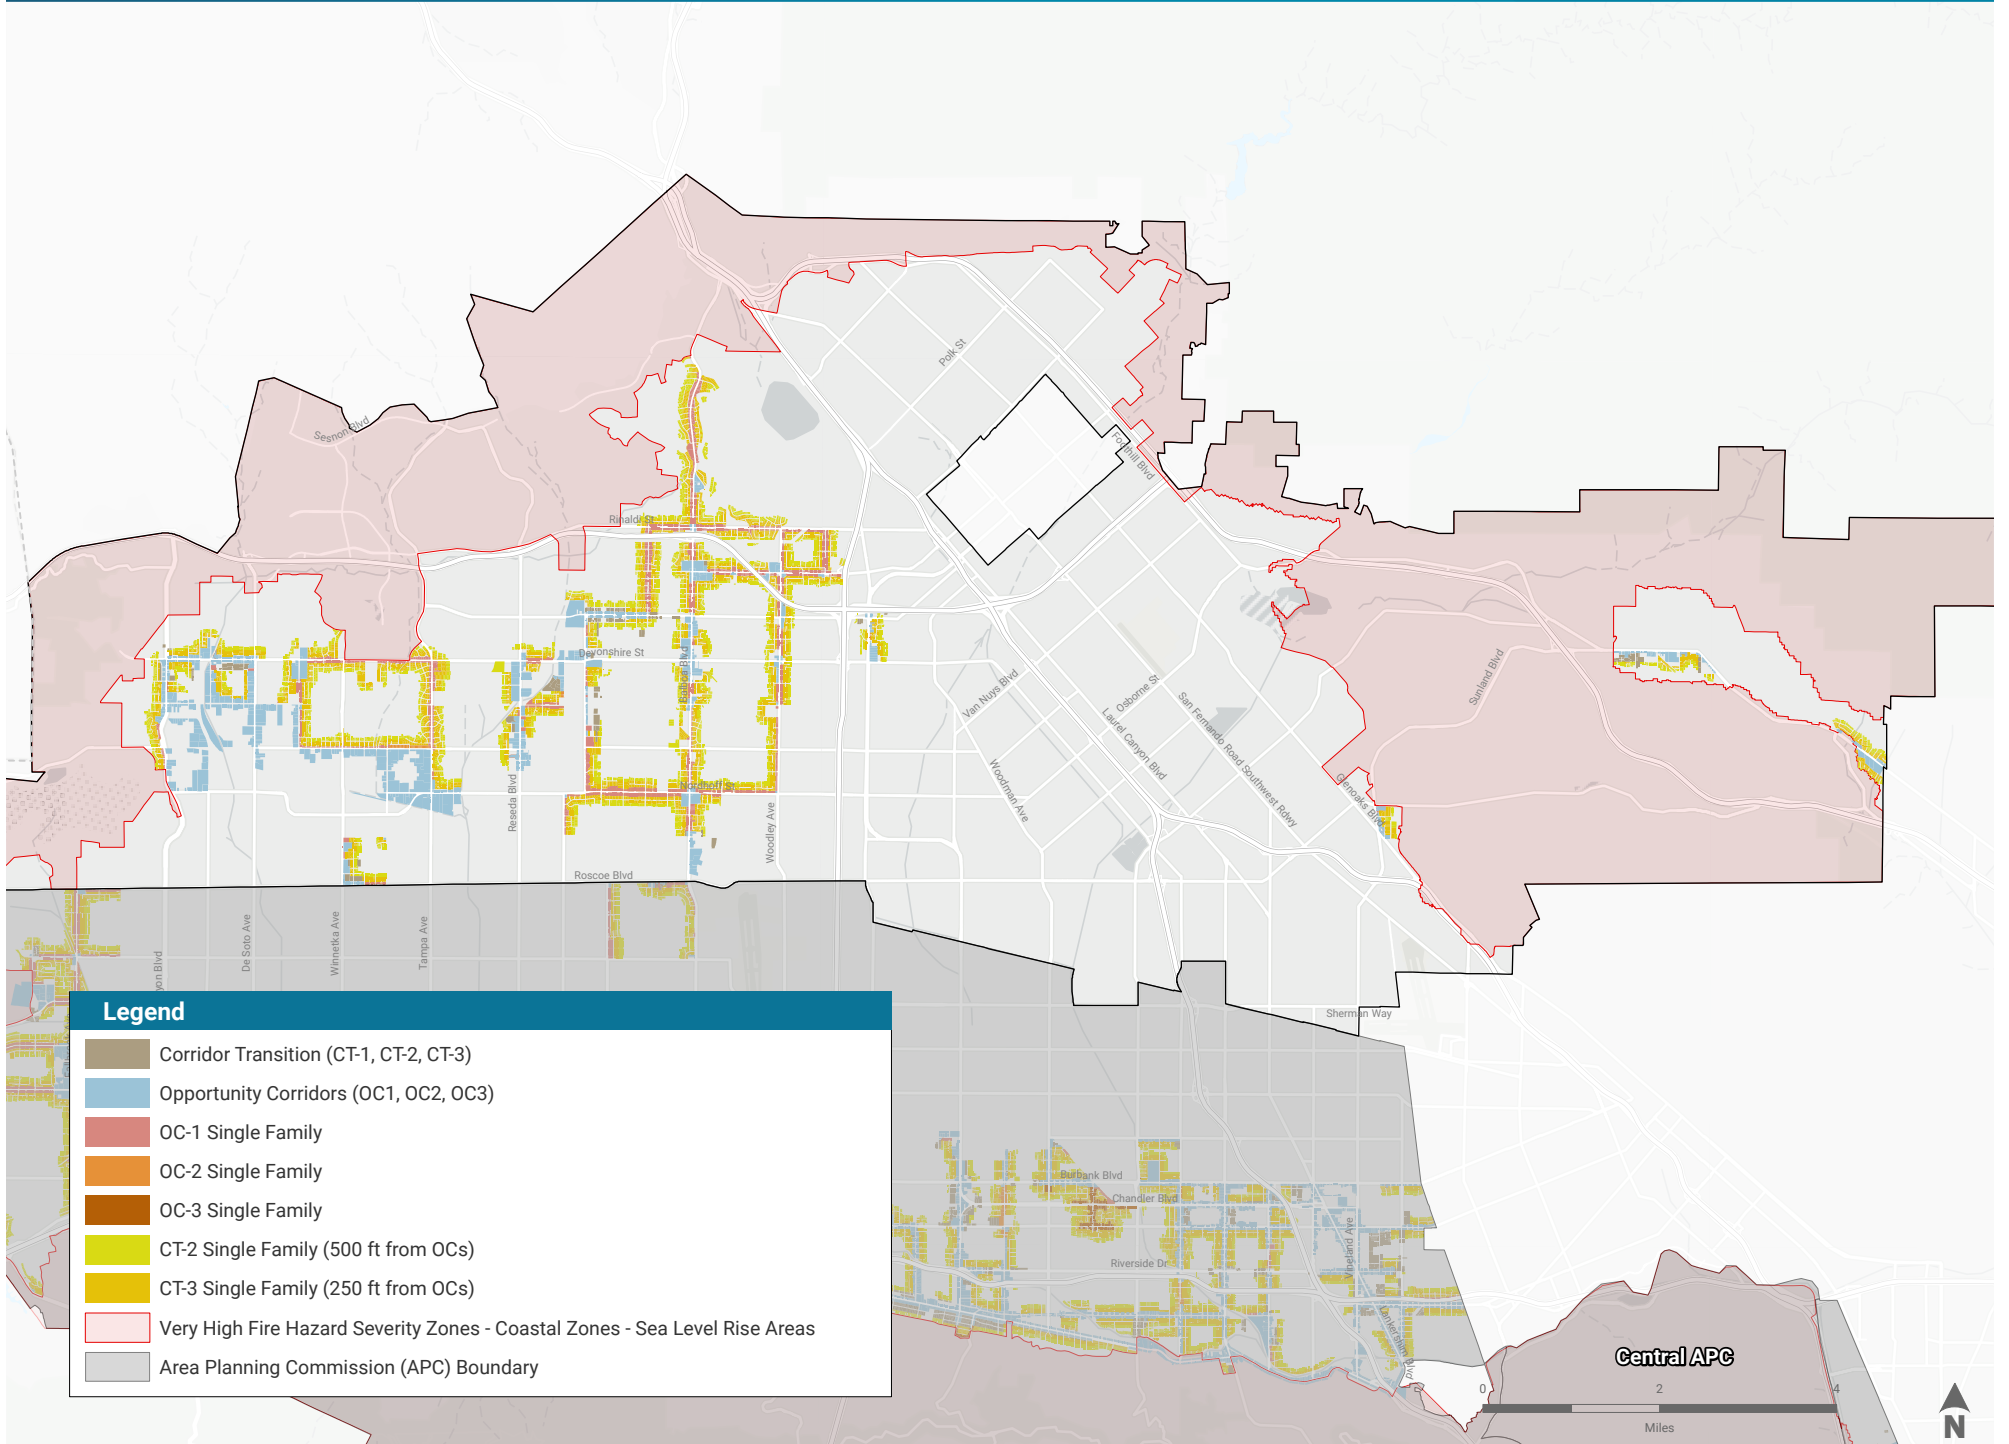 Polk St
Sesnon Blvd
Foothill Blvd
Rinaldi St
Devonshire St
Balboa Blvd
Van Nuys Blvd
Osborne St
San Fernando Road Southwest Rdwy
Laurel Canyon Blvd
Sunland Blvd
Woodman Ave
Glenoaks Blvd
Nordhoff St
Reseda Blvd
Woodley Ave
Roscoe Blvd
De Soto Ave
Winnetka Ave
Tampa Ave
yon Blvd
Sherman Way
Legend
Corridor Transition (CT-1, CT-2, CT-3)
Opportunity Corridors (OC1, OC2, OC3)
OC-1 Single Family
OC-2 Single Family
OC-3 Single Family
CT-2 Single Family (500 ft from OCs)
CT-3 Single Family (250 ft from OCs)
Very High Fire Hazard Severity Zones - Coastal Zones - Sea Level Rise Areas
Area Planning Commission (APC) Boundary
Burbank Blvd
Chandler Blvd
Vineland Ave
Riverside Dr
Lankershim Blvd
Central APC
0 2 4
Miles
N